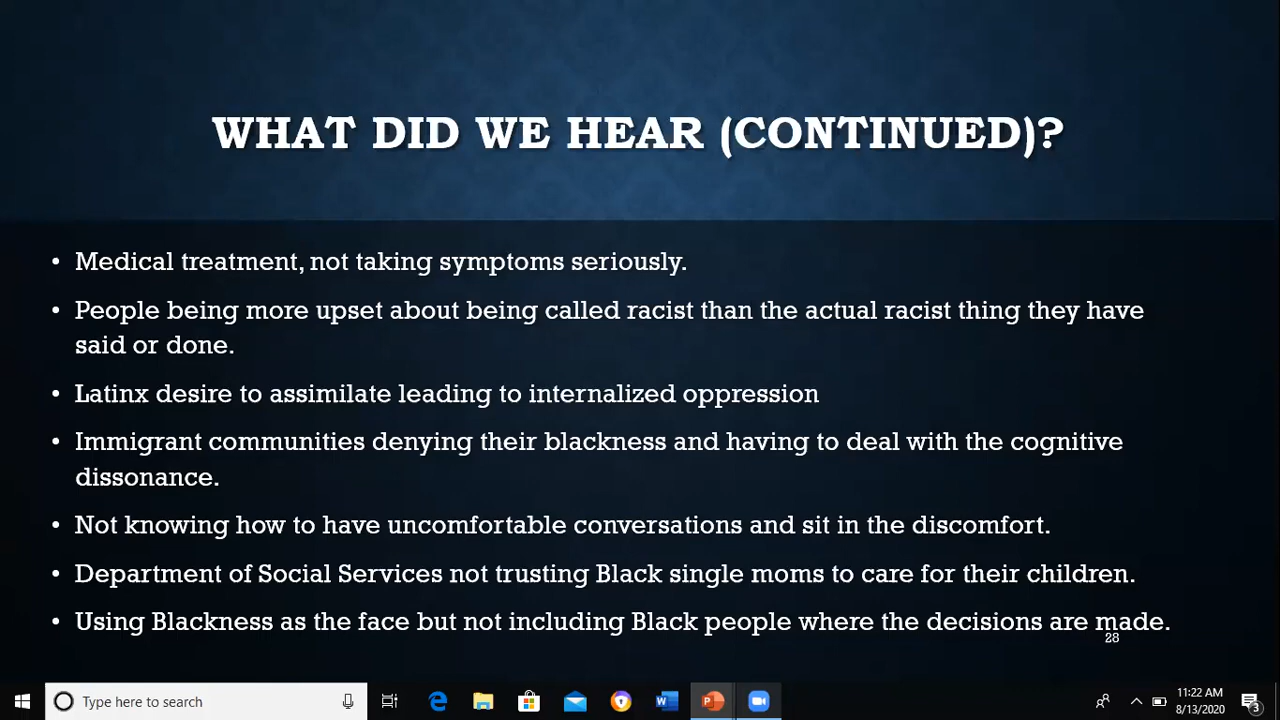 WHAT DID WE HEAR (CONTINUED)?
• Medical treatment, not taking symptoms seriously.
• People being more upset about being called racist than the actual racist thing they have
said or done.
• Latinx desire to assimilate leading to internalized oppression
• Immigrant communities denying their blackness and having to deal with the cognitive
dissonance.
• Not knowing how to have uncomfortable conversations and sit in the discomfort.
• Department of Social Services not trusting Black single moms to care for their children.
• Using Blackness as the face but not including Black people where the decisions are made.
28
Type here to search
11:22 AM
8/13/2020
3